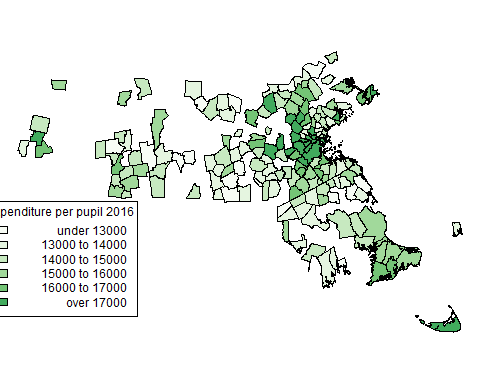 penditure per pupil 2016
under 13000
13000 to 14000
14000 to 15000
15000 to 16000
16000 to 17000
over 17000